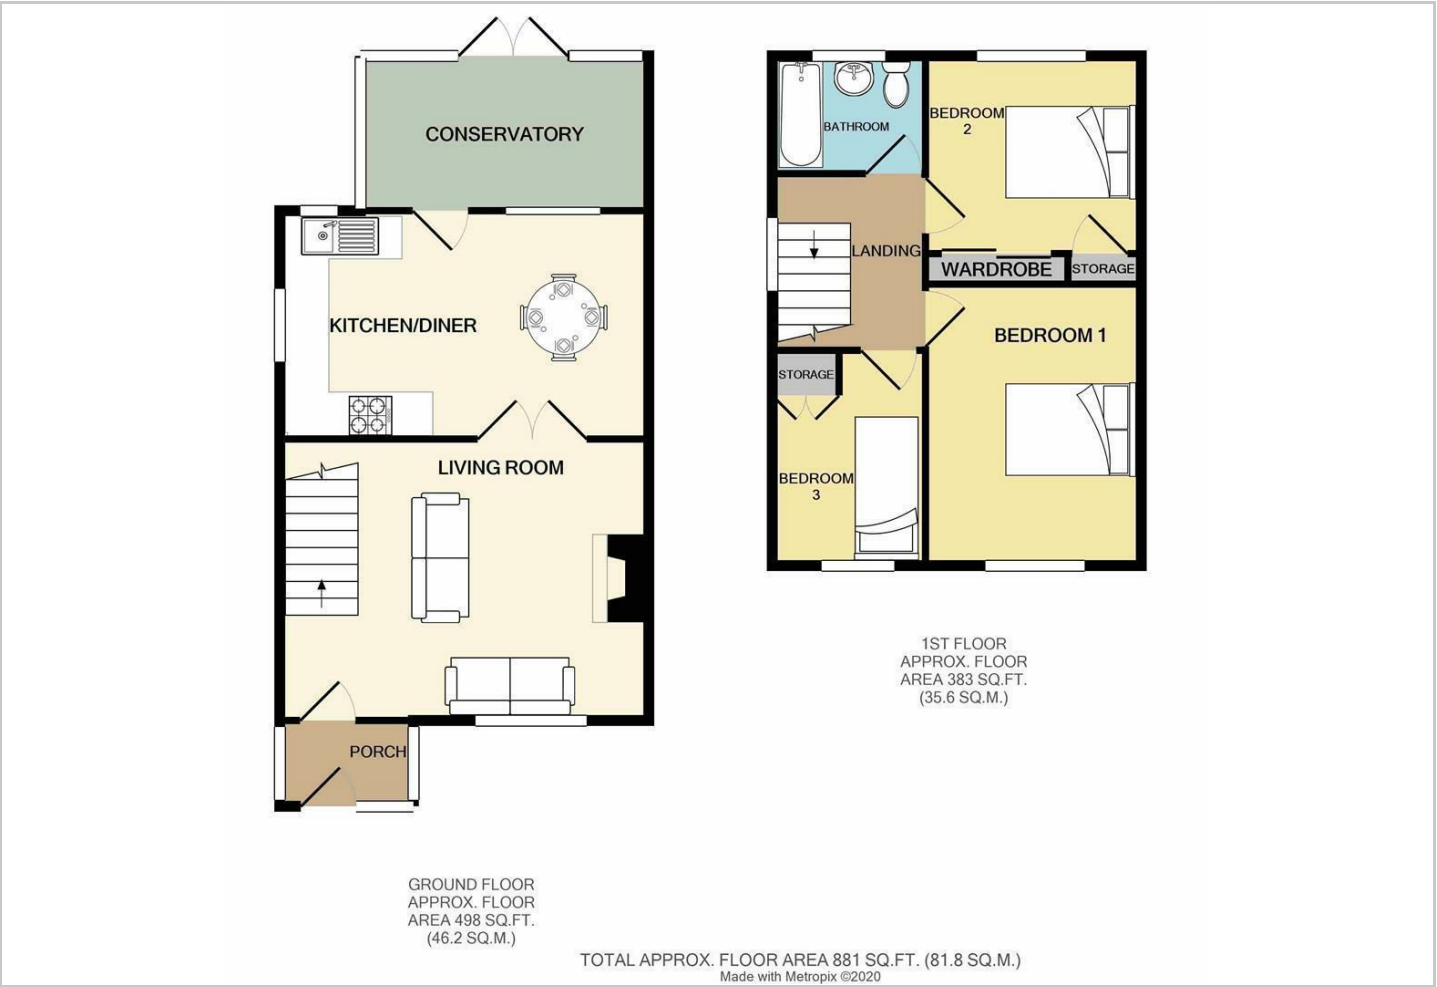 CONSERVATORY
KITCHEN/DINER
LIVING ROOM
PORCH
GROUND FLOOR
APPROX. FLOOR
AREA 498 SQ.FT.
(46.2 SQ.M.)
BATHROOM
BEDROOM
2
LANDING
WARDROBE
STORAGE
BEDROOM 1
STORAGE
BEDROOM
3
1ST FLOOR
APPROX. FLOOR
AREA 383 SQ.FT.
(35.6 SQ.M.)
TOTAL APPROX. FLOOR AREA 881 SQ.FT. (81.8 SQ.M.)
Made with Metropix ©2020